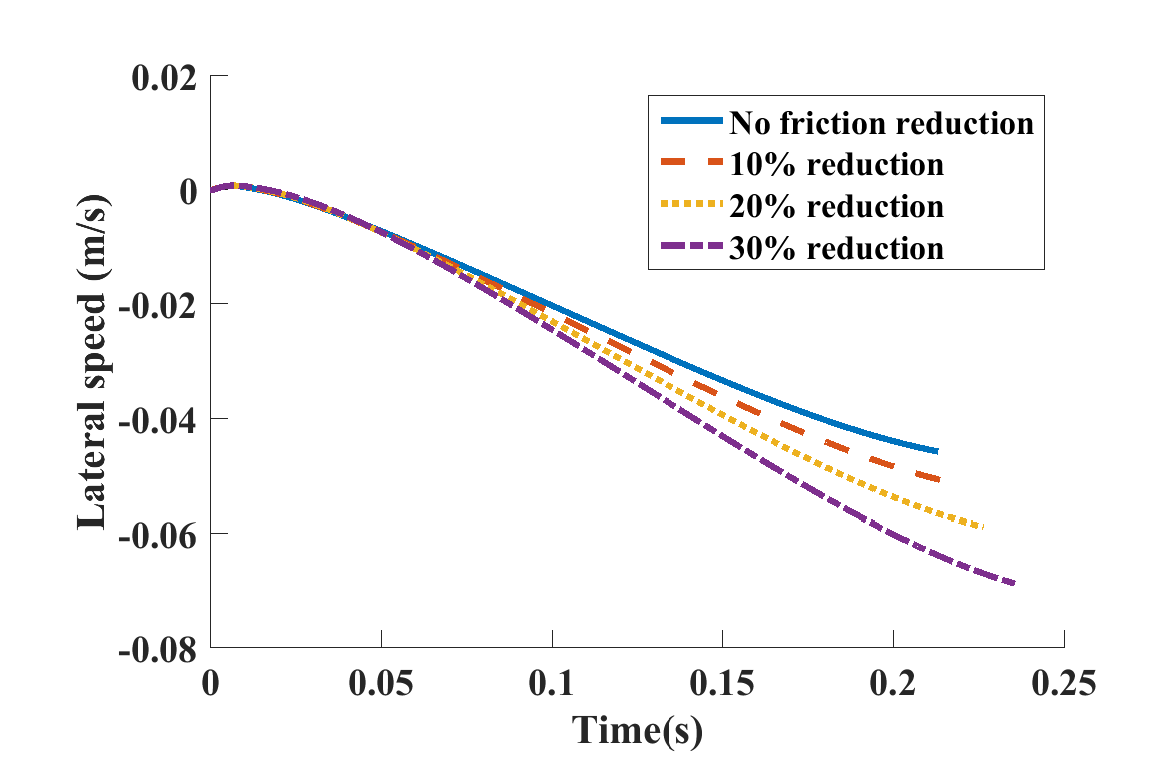 0.02
0
-0.02
-0.04
-0.06
-0.08
Lateral speed (m/s)
No friction reduction
10% reduction
20% reduction
30% reduction
0 0.05 0.1 0.15 0.2 0.25
Time(s)